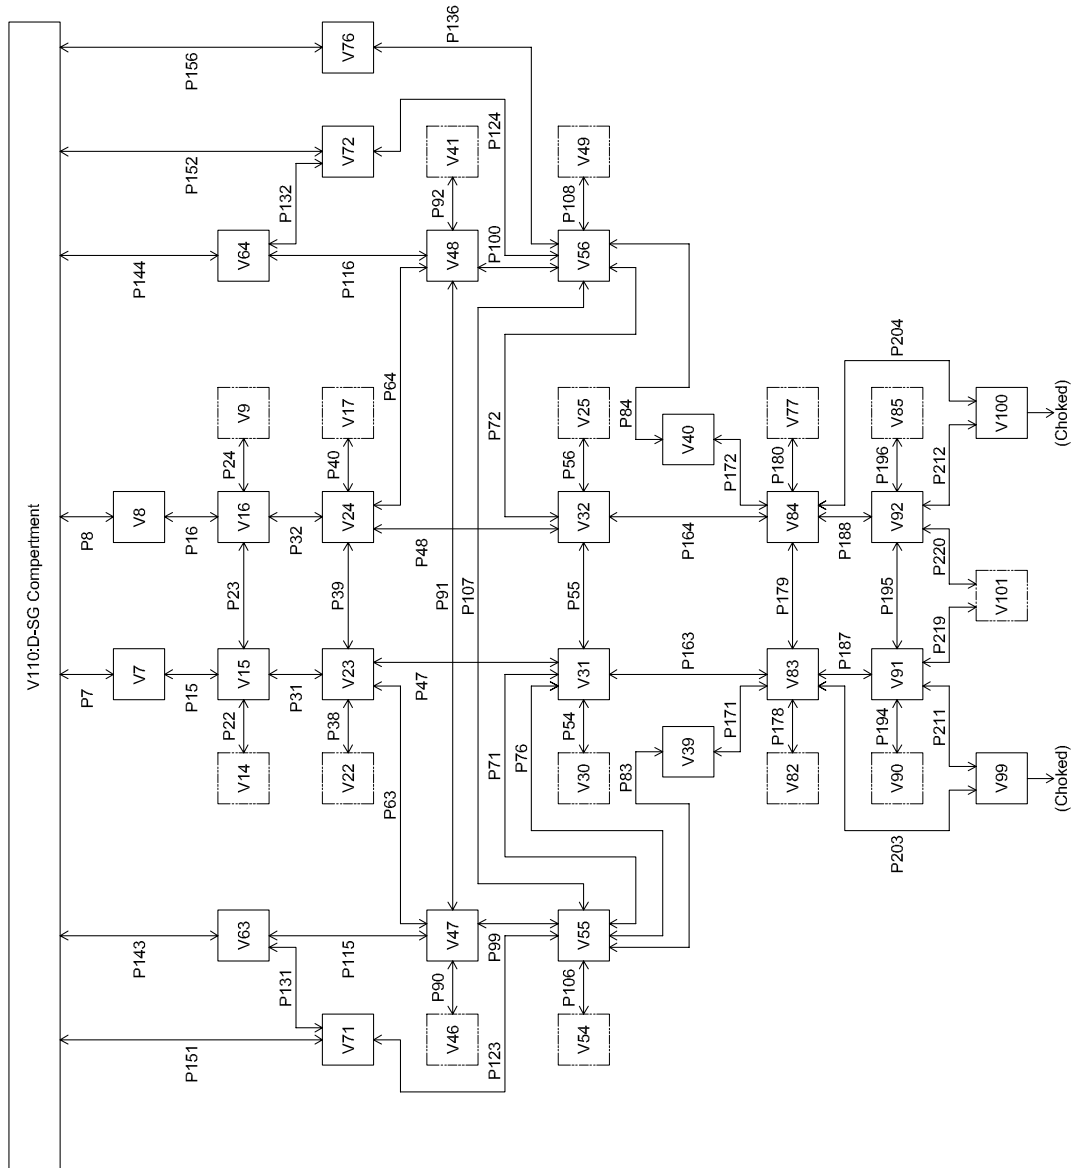 V110:D-SG Compertment
P136
V76
P156
P124
V72
V41
V49
P152
P132
P92
P108
P100
V64
V48
V56
P144
P116
P204
P64
P72
P84
V9
V17
V25
V77
V85
V100
(Choked)
P24
P40
P56
V40
P172
P180
P196
P212
P8
V8
P16
V16
P32
V24
P48
V32
P164
V84
P188
V92
P220
P23
P39
P91
P107
P55
P179
P195
V101
P7
V7
P15
V15
P31
V23
P47
V31
P163
V83
P187
V91
P219
P22
P38
P71
P76
P54
P83
V39
P171
P178
P194
P211
V14
V22
V30
V82
V90
V99
(Choked)
P63
P203
P143
V63
P115
V47
P99
V55
P131
P90
P106
P151
V71
V46
P123
V54